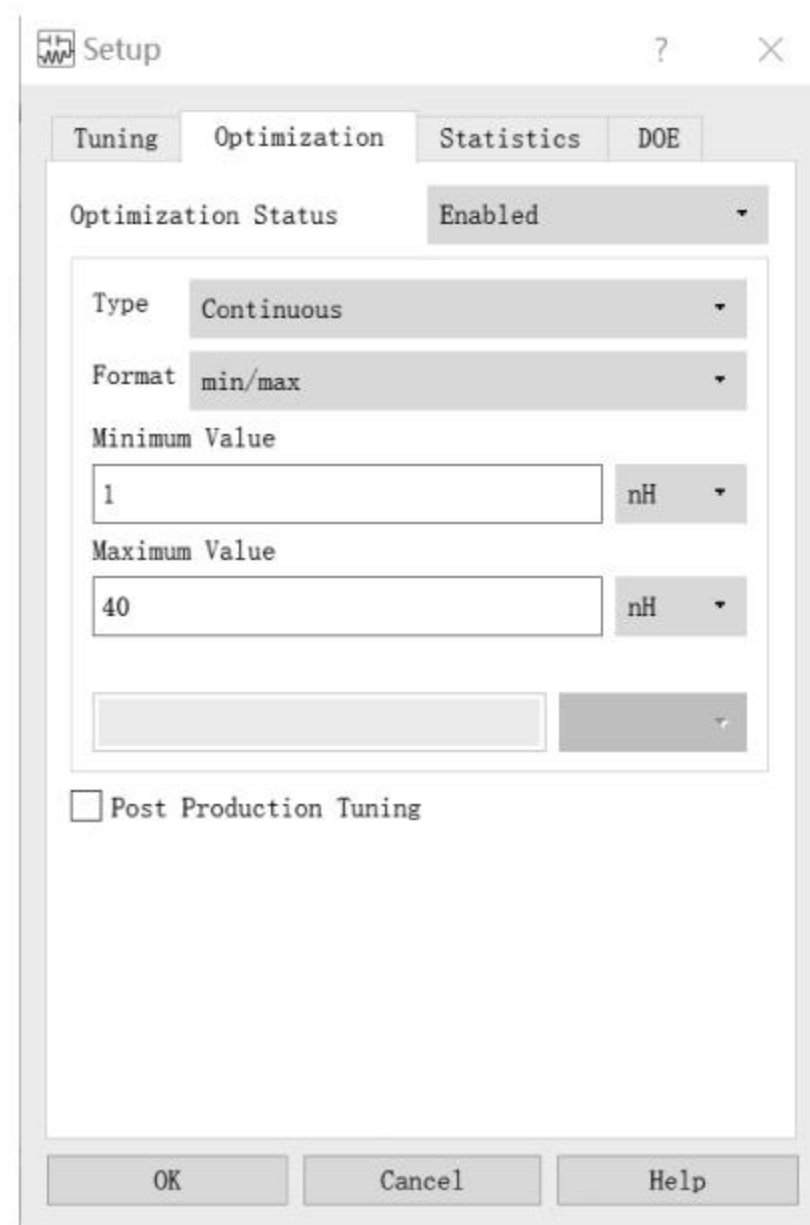 Setup
Tuning Optimization Statistics DOE
Optimization Status Enabled
Type Continuous
Format min/max
Minimum Value
1 nH
Maximum Value
40 nH
Post Production Tuning
OK Cancel Help